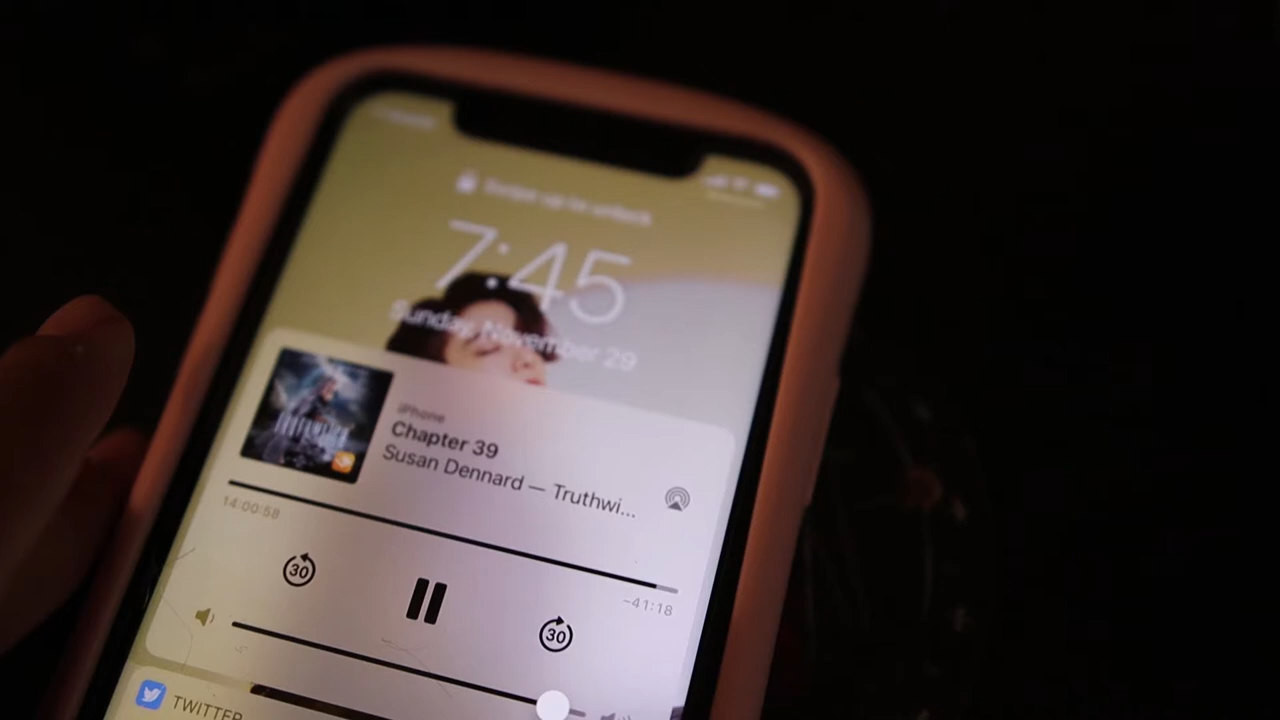 Swipe up to unlock
7:45
Sunday, November 29
iPhone
Chapter 39
Susan Dennard — Truthwi...
14:00:58
-41:18
30
30
TWITTER